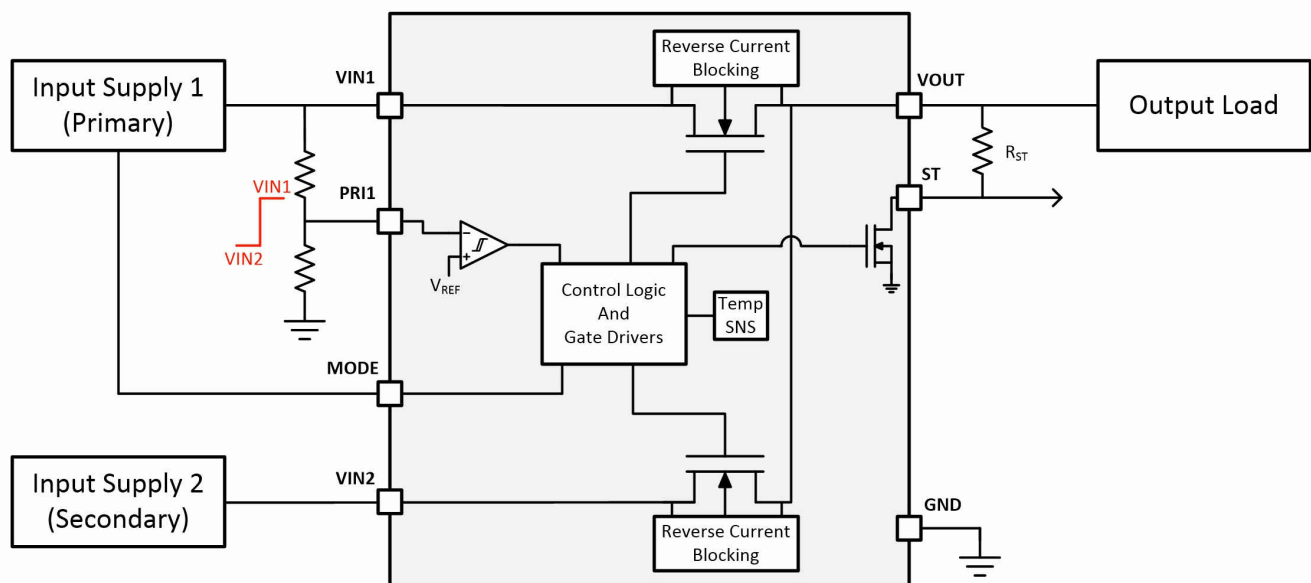 Reverse Current
Blocking
Input Supply 1
(Primary)
VIN1
VOUT
Output Load
RST
VIN1
PRI1
ST
VIN2
−
+
VREF
Control Logic
And
Gate Drivers
Temp
SNS
MODE
Input Supply 2
(Secondary)
VIN2
GND
Reverse Current
Blocking